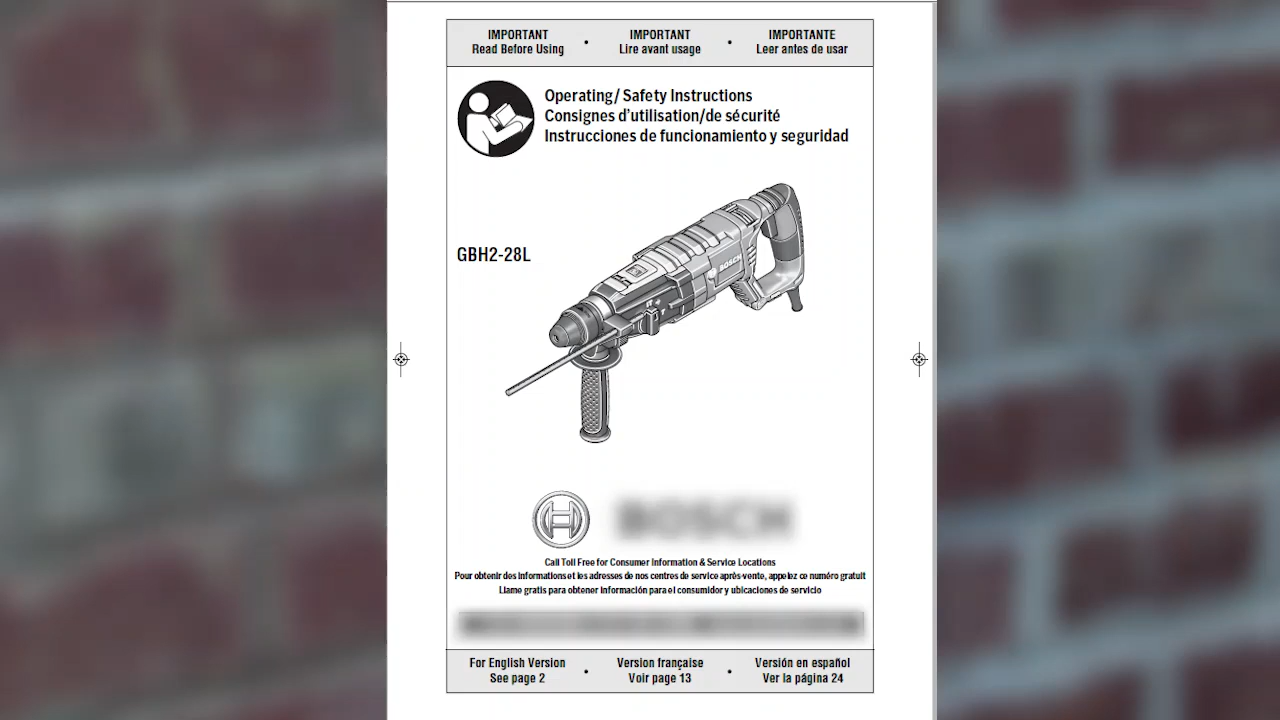 IMPORTANT
Read Before Using
•
IMPORTANT
Lire avant usage
•
IMPORTANTE
Leer antes de usar
Operating/ Safety Instructions
Consignes d'utilisation/de sécurité
Instrucciones de funcionamiento y seguridad
GBH2-28L
BOSCH
Call Toll Free for Consumer Information & Service Locations
Pour obtenir des informations et les adresses de nos centres de service après-vente, appelez ce numéro gratuit
Llame gratis para obtener información para el consumidor y ubicaciones de servicio
For English Version
See page 2
•
Version française
Voir page 13
•
Versión en español
Ver la página 24